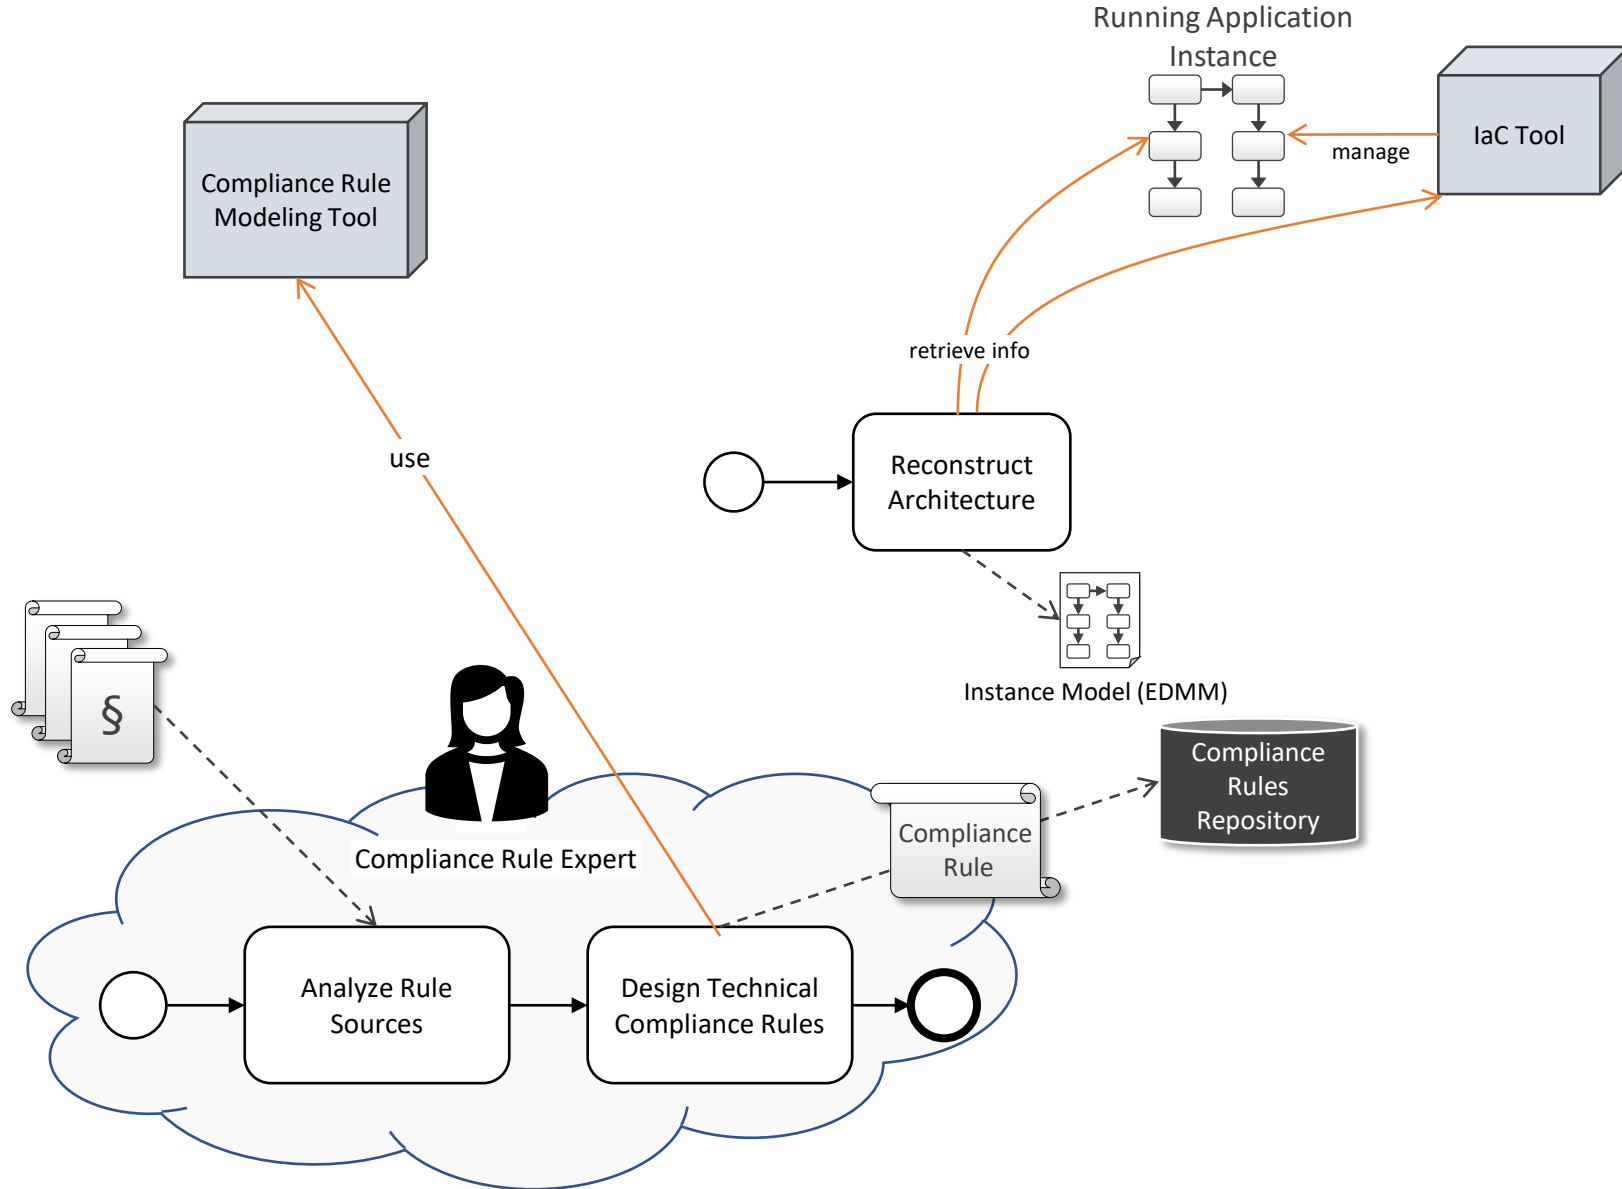 Running Application
Instance
IaC Tool
manage
Compliance Rule
Modeling Tool
retrieve info
use
Reconstruct
Architecture
Instance Model (EDMM)
§
Compliance
Rules
Repository
Compliance
Rule
Compliance Rule Expert
Analyze Rule
Sources
Design Technical
Compliance Rules